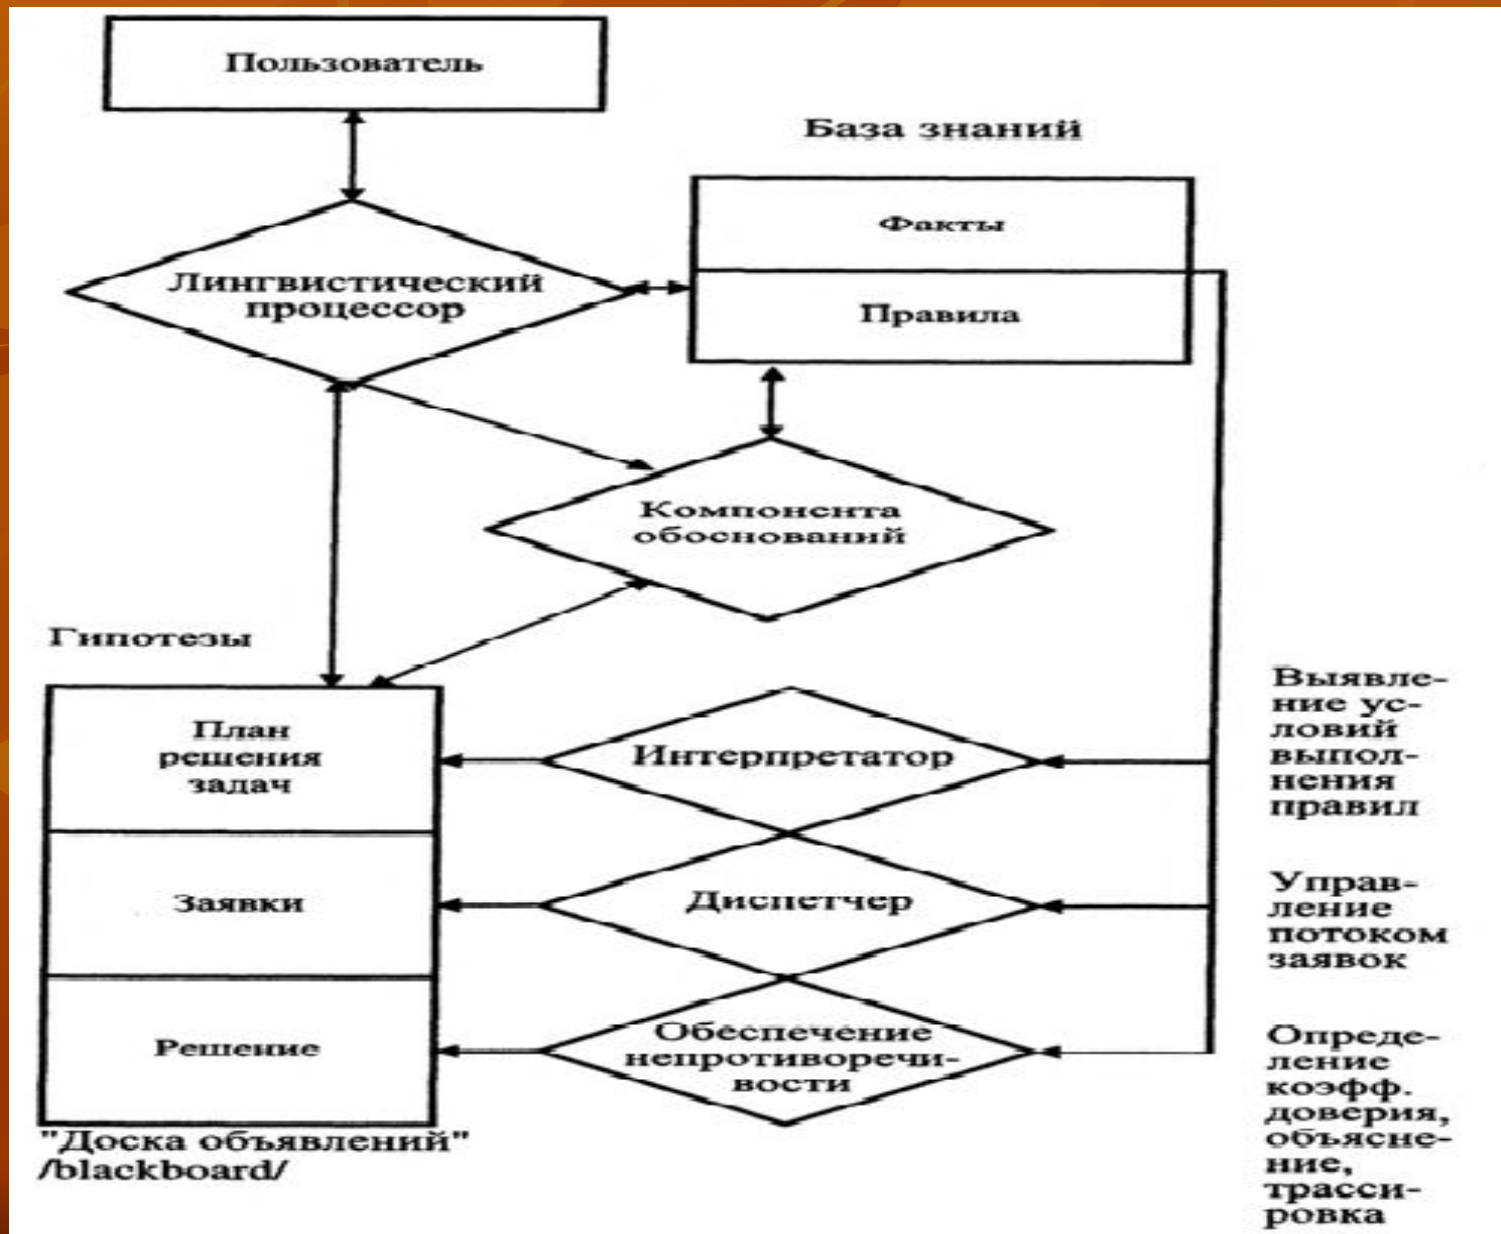 Пользователь
База знаний
Факты
Лингвистический
процессор
Правила
Компонента
обоснований
Гипотезы
План
решения
задач
Интерпретатор
Выявле-
ние ус-
ловий
выпол-
нения
правил
Заявки
Диспетчер
Управ-
ление
потоком
заявок
Решение
Обеспечение
непротиворечи-
вости
Опреде-
ление
коэфф.
доверия,
объясне-
ние,
трасси-
ровка
"Доска объявлений"
/blackboard/